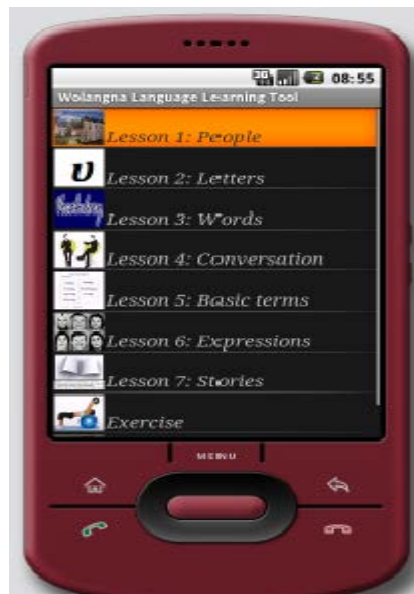 3G 08:55
Wolangna Language Learning Tool
Lesson 1: People
ʋ
Lesson 2: Letters
Lesson 3: Words
Lesson 4: Conversation
Lesson 5: Basic terms
Lesson 6: Expressions
Lesson 7: Stories
Exercise
MENU